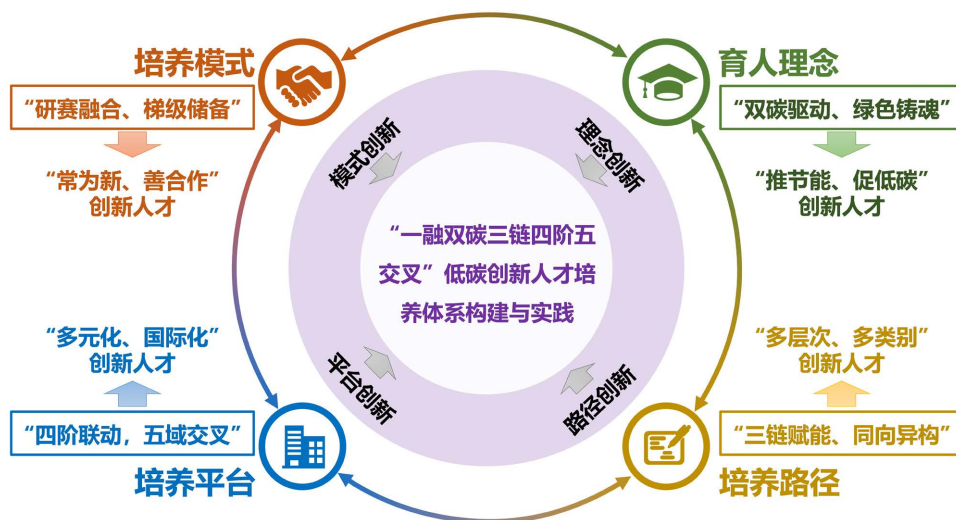 培养模式
“研赛融合、梯级储备”
“常为新、善合作”
创新人才
育人理念
“双碳驱动、绿色铸魂”
“推节能、促低碳”
创新人才
模式创新
理念创新
“一融双碳三链四阶五
交叉”低碳创新人才培
养体系构建与实践
平台创新
路径创新
“多元化、国际化”
创新人才
“四阶联动，五域交叉”
培养平台
“多层次、多类别”
创新人才
“三链赋能、同向异构”
培养路径